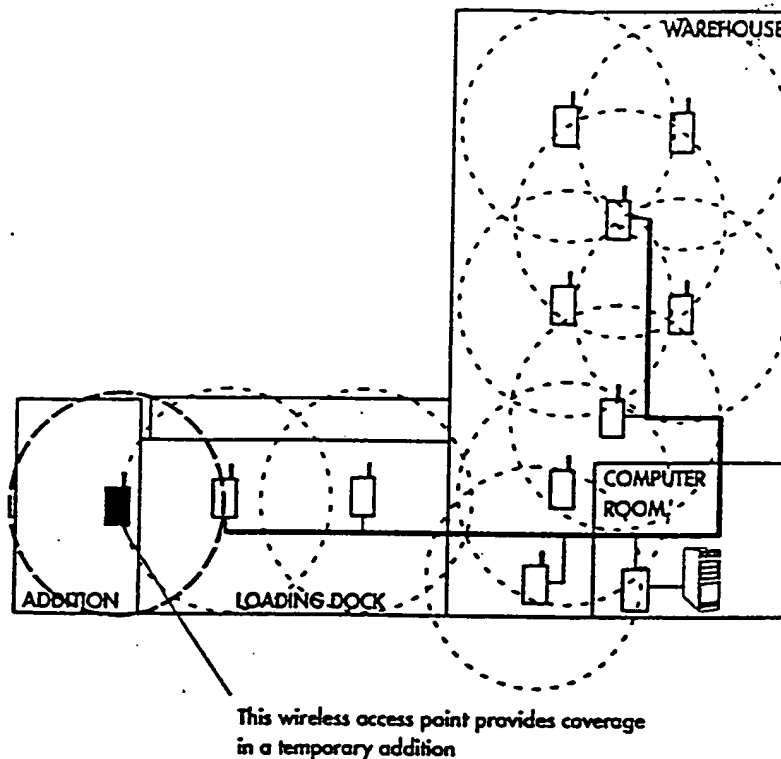 WAREHOUSE
COMPUTER
ROOM
ADDITION
LOADING DOCK
This wireless access point provides coverage
in a temporary addition